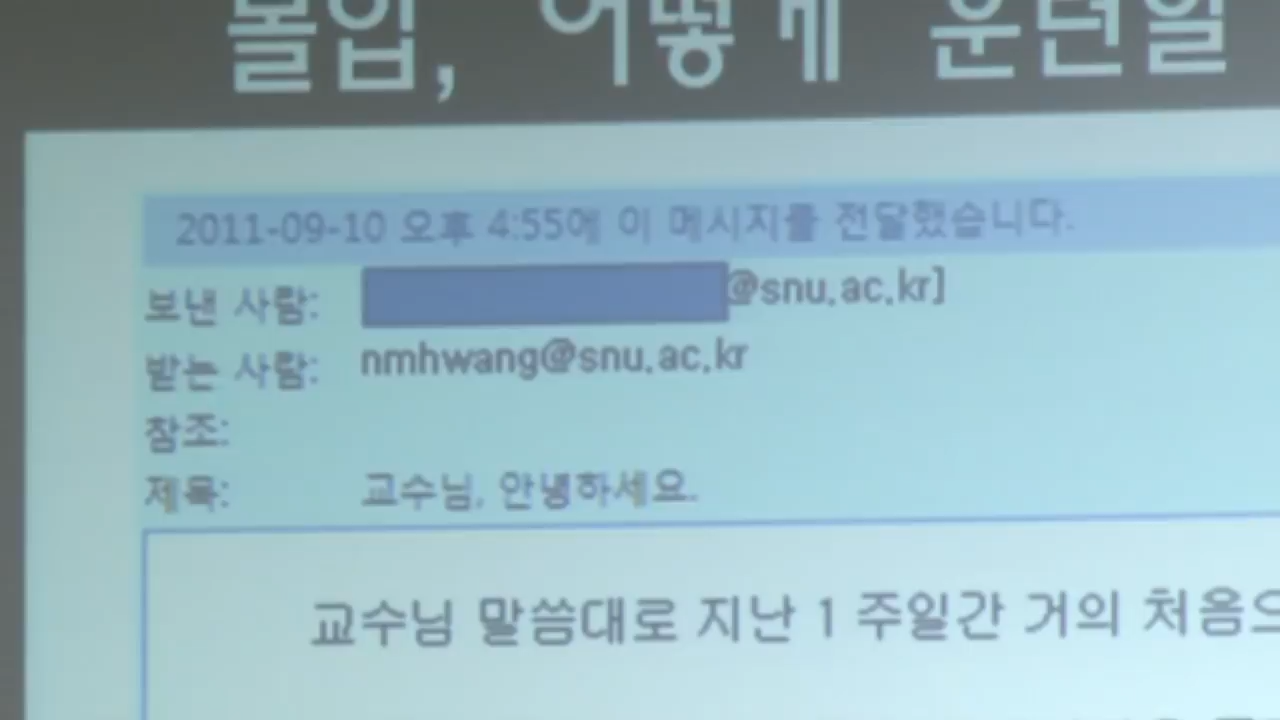 몰입, 어떻게 훈련할
2011-09-10 오후 4:55에 이 메시지를 전달했습니다.
보낸 사람: @snu.ac.kr]
받는 사람: nmhwang@snu.ac.kr
참조:
제목: 교수님, 안녕하세요.
교수님 말씀대로 지난 1 주일간 거의 처음으